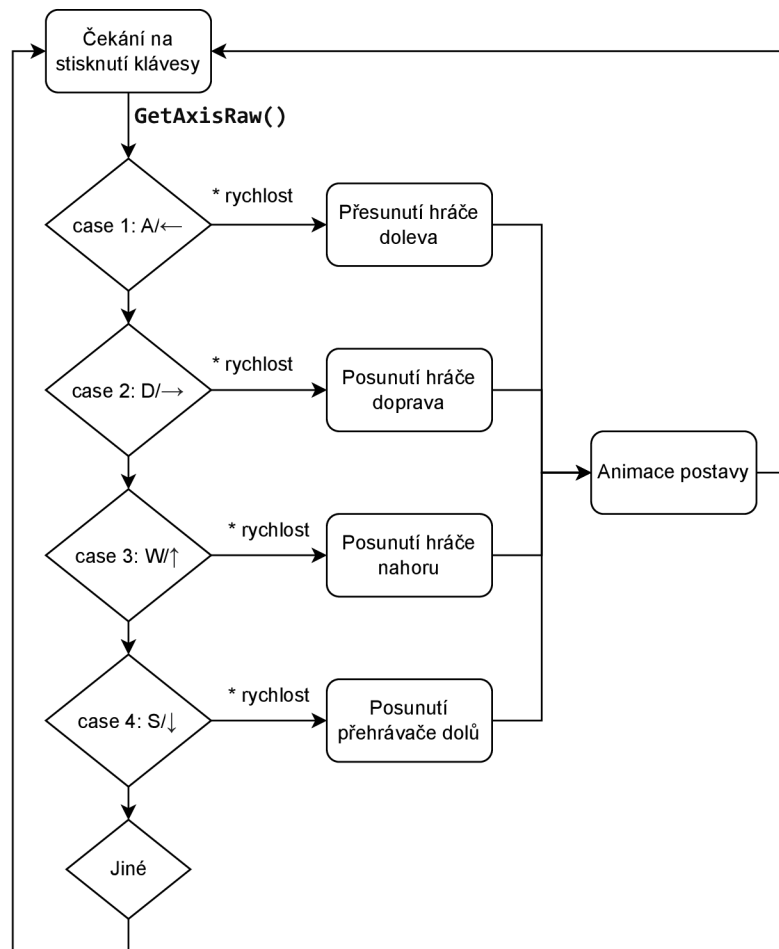 Čekání na
stisknutí klávesy
GetAxisRaw()
case 1: A/←
* rychlost
Přesunutí hráče
doleva
case 2: D/→
* rychlost
Posunutí hráče
doprava
Animace postavy
case 3: W/↑
* rychlost
Posunutí hráče
nahoru
case 4: S/↓
* rychlost
Posunutí
přehrávače dolů
Jiné